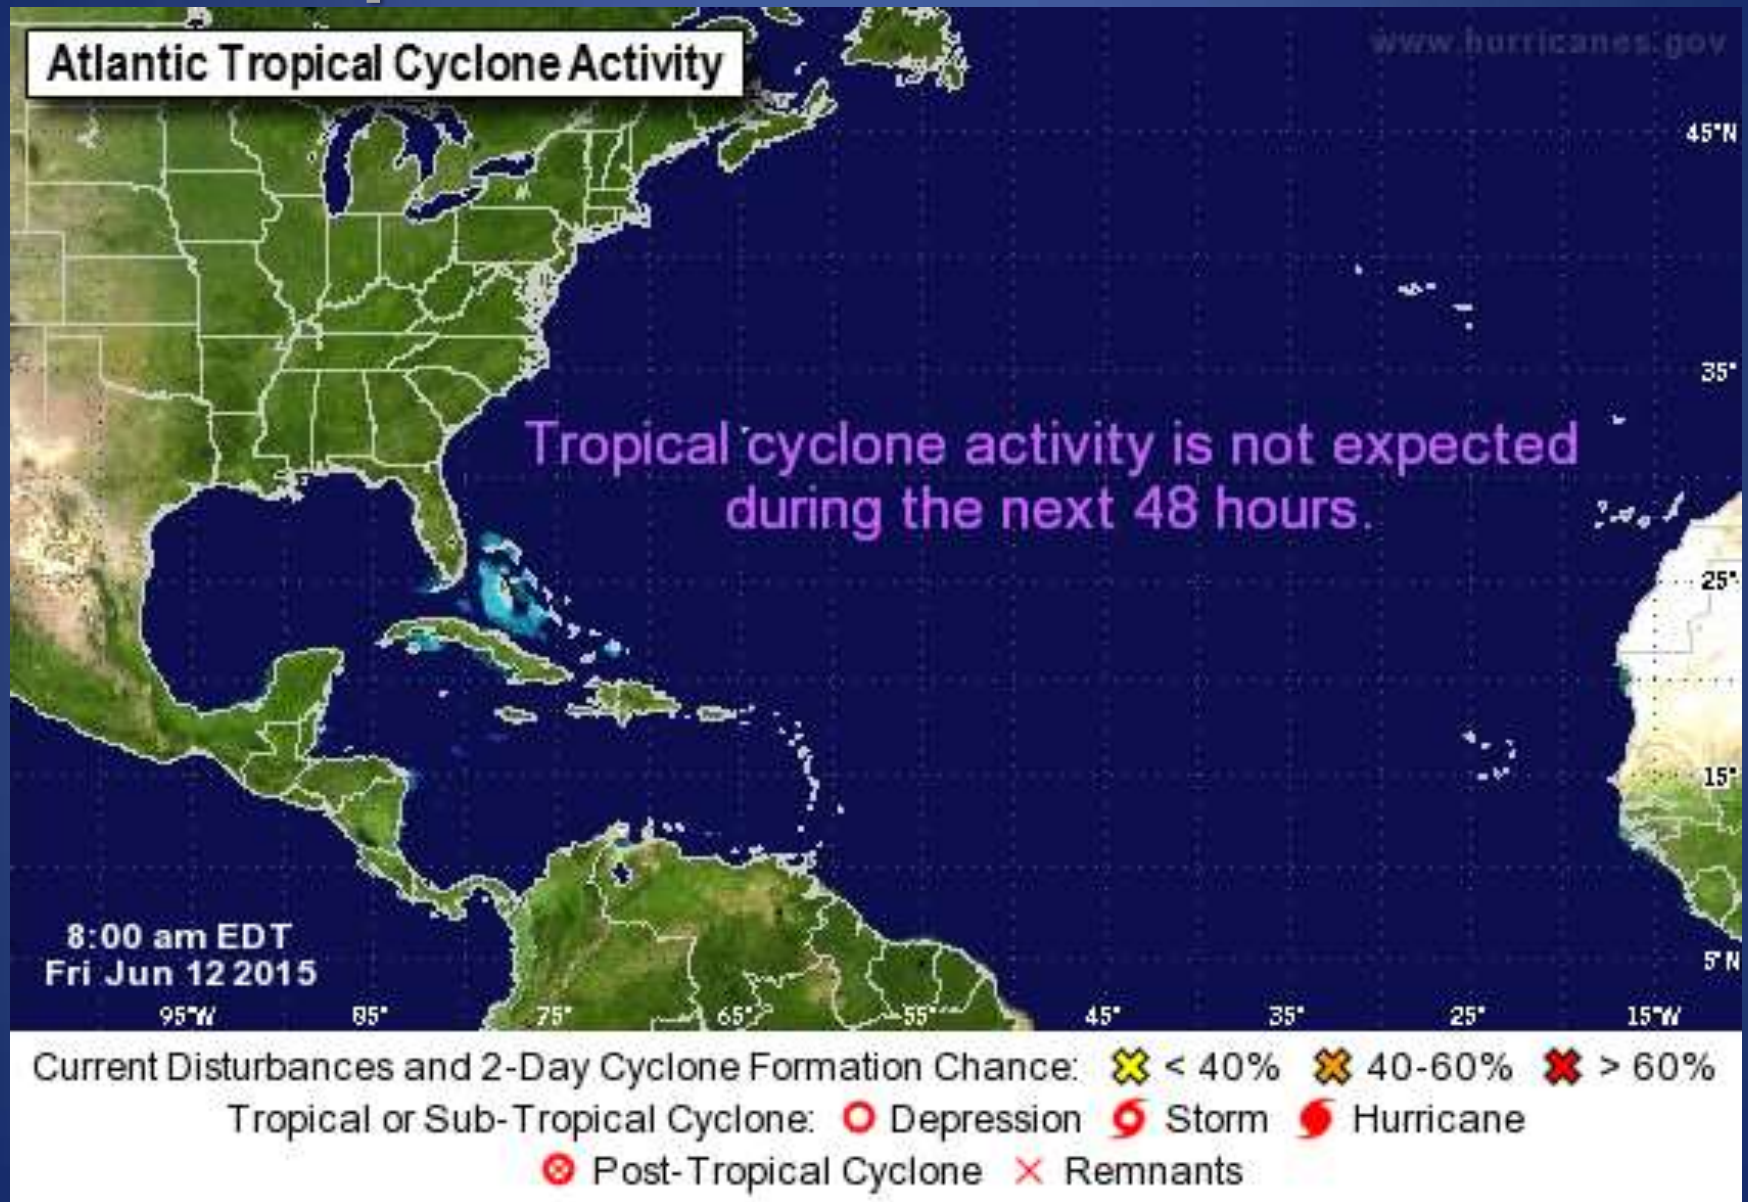 Atlantic Tropical Cyclone Activity
www.hurricanes.gov
45°N
35°
Tropical cyclone activity is not expected
during the next 48 hours.
25°
15°
8:00 am EDT
Fri Jun 12 2015
5°N
95°W 85° 75° 65° 55° 45° 35° 25° 15°W
Current Disturbances and 2-Day Cyclone Formation Chance: < 40% 40-60% > 60%
Tropical or Sub-Tropical Cyclone: Depression Storm Hurricane
Post-Tropical Cyclone Remnants